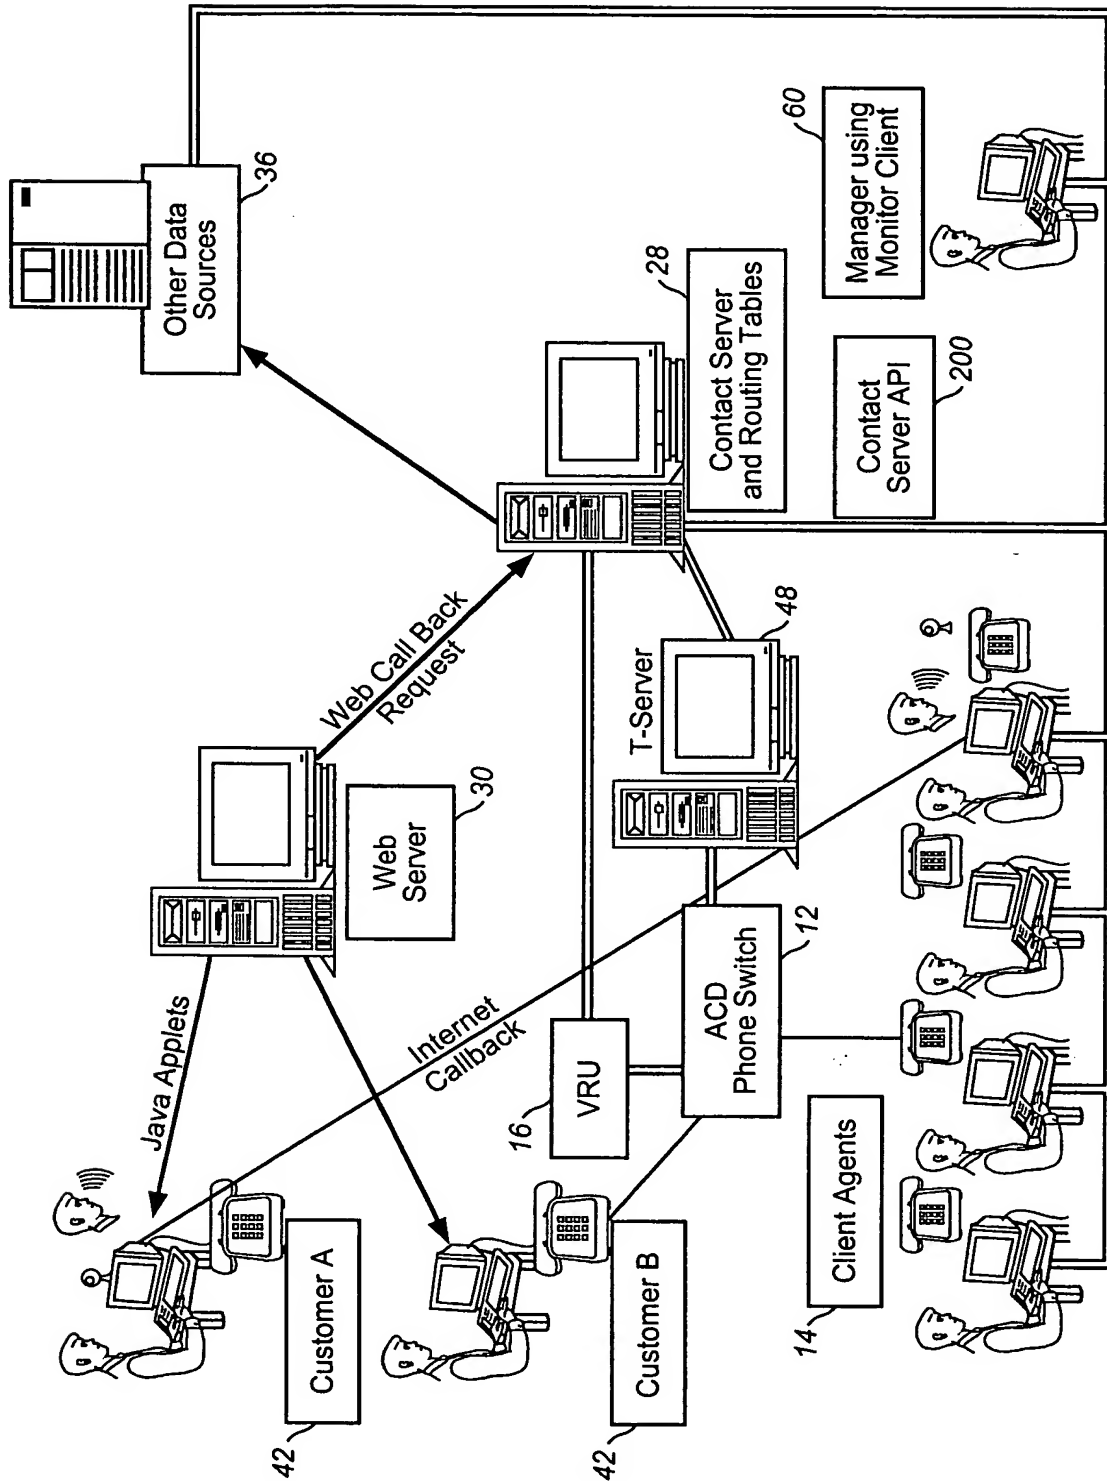 Customer A
42
Java Applets
Web
Server
30
Web Call Back
Request
Other Data
Sources
36
Customer B
42
Internet
Callback
16
VRU
ACD
Phone Switch
12
T-Server
48
Contact Server
and Routing Tables
28
Client Agents
14
Contact
Server API
200
Manager using
Monitor Client
60